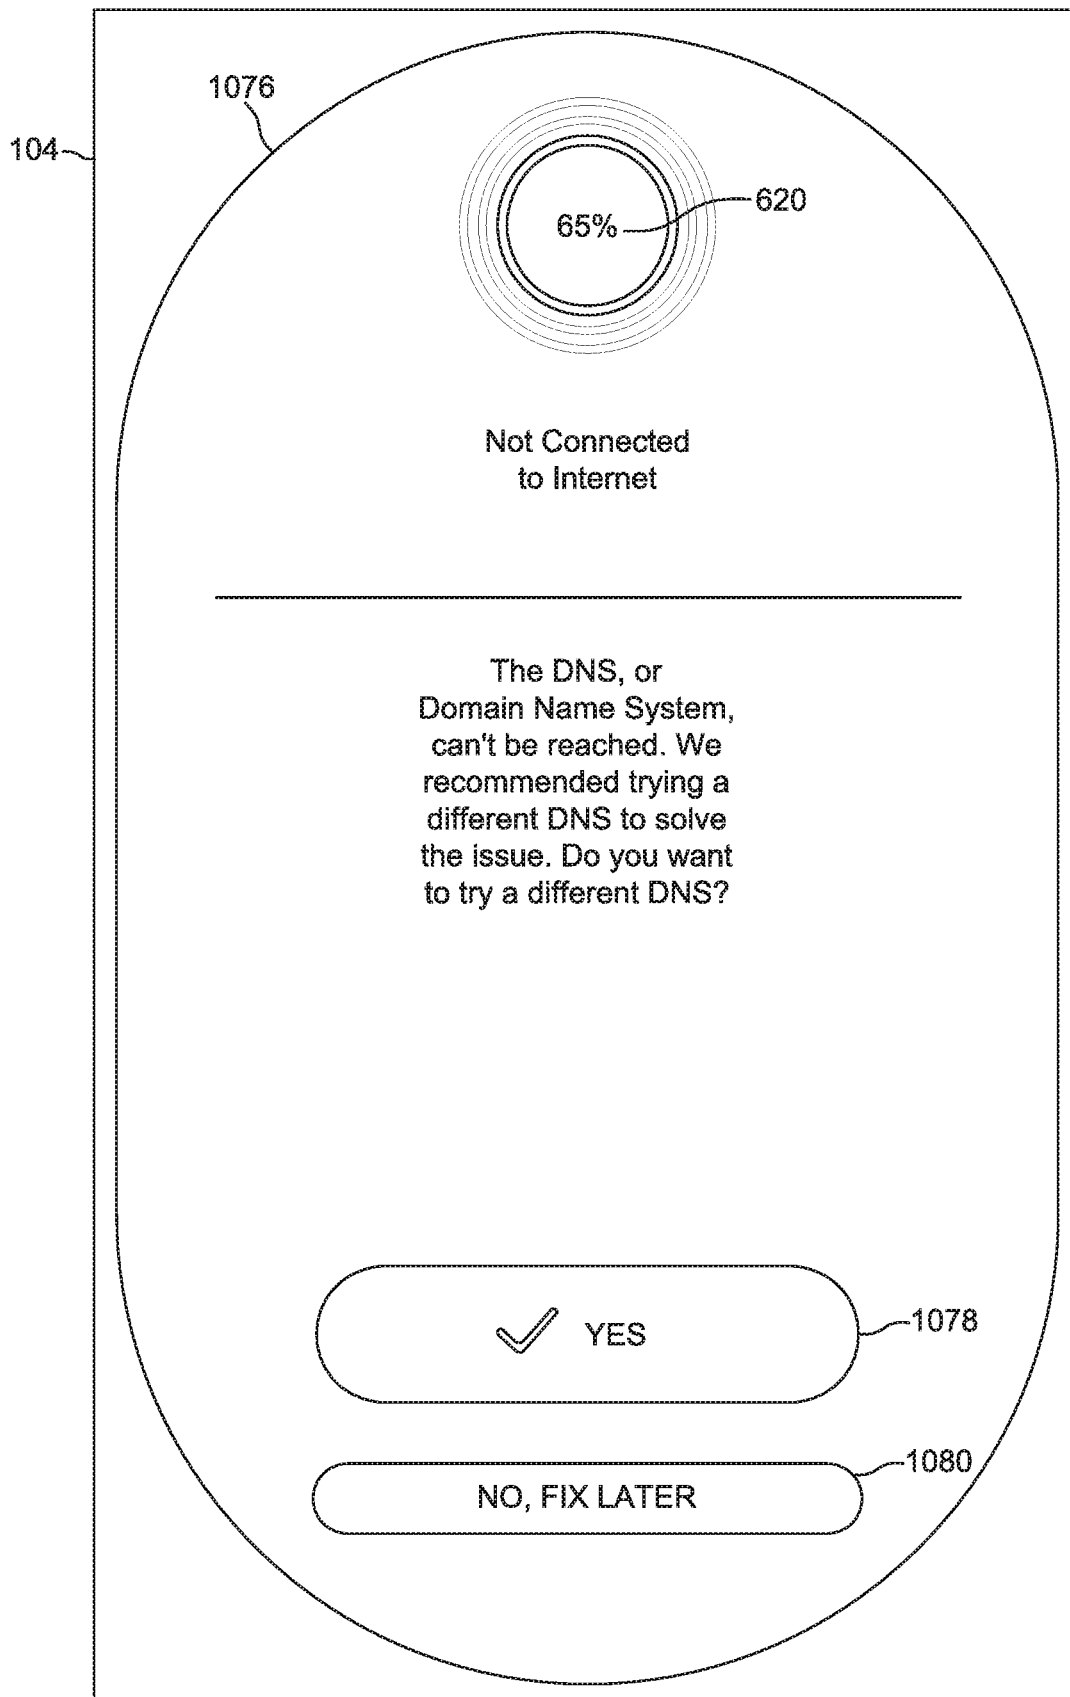 1076
104
620
65%
Not Connected
to Internet
The DNS, or
Domain Name System,
can't be reached. We
recommended trying a
different DNS to solve
the issue. Do you want
to try a different DNS?
YES
1078
1080
NO, FIX LATER